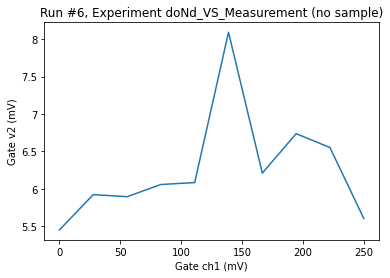 Run #6, Experiment doNd_VS_Measurement (no sample)
8
7.5
7
6.5
6
5.5
Gate v2 (mV)
0 50 100 150 200 250
Gate ch1 (mV)